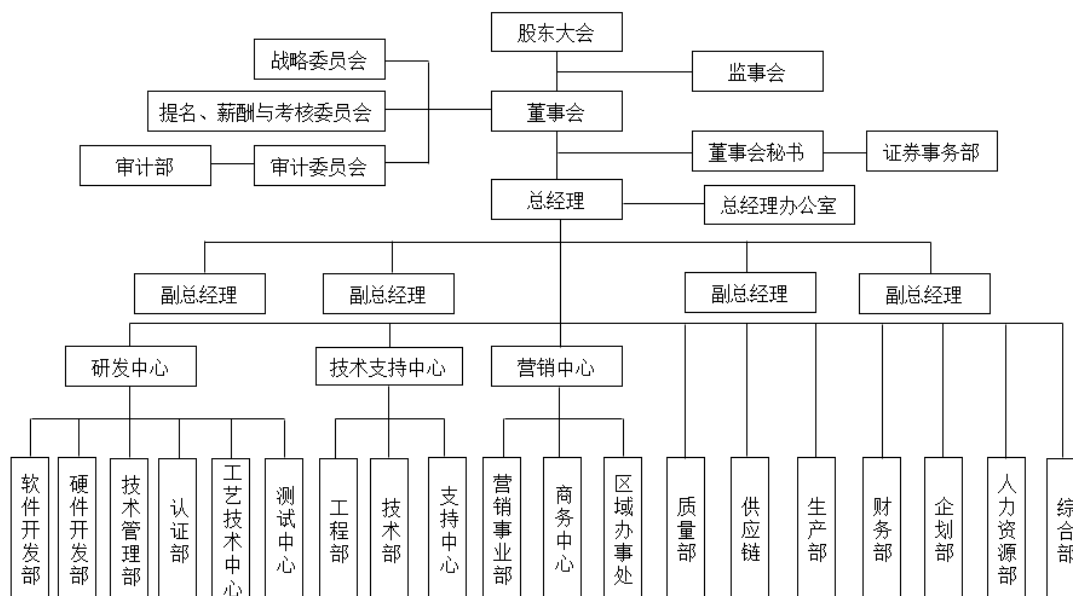 股东大会
战略委员会
监事会
提名、薪酬与考核委员会
董事会
审计部
审计委员会
董事会秘书
证券事务部
总经理
总经理办公室
副总经理
副总经理
副总经理
副总经理
研发中心
技术支持中心
营销中心
软件开发部
硬件开发部
技术管理部
认证部
工艺技术中心
测试中心
工程部
技术部
支持中心
营销事业部
商务中心
区域办事处
质量部
供应链
生产部
财务部
企划部
人力资源部
综合部